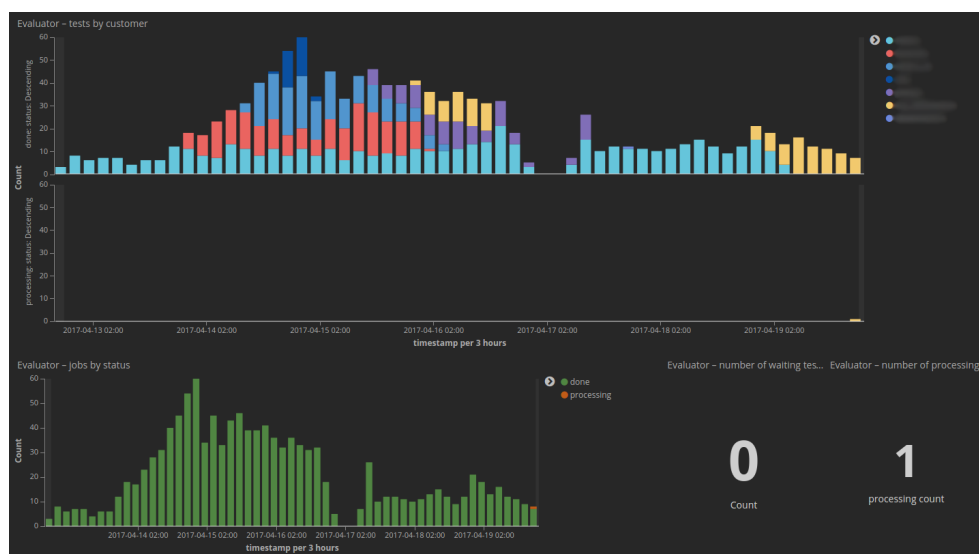 Evaluator – tests by customer
60
50
40
30
20
10
0
done: status: Descending
Count
60
50
40
30
20
10
0
processing: status: Descending
2017-04-13 02:00 2017-04-14 02:00 2017-04-15 02:00 2017-04-16 02:00 2017-04-17 02:00 2017-04-18 02:00 2017-04-19 02:00
timestamp per 3 hours
Evaluator – jobs by status
60
50
40
30
20
10
0
Count
2017-04-14 02:00 2017-04-15 02:00 2017-04-16 02:00 2017-04-17 02:00 2017-04-18 02:00 2017-04-19 02:00
timestamp per 3 hours
done
processing
Evaluator – number of waiting tes...
0
Count
Evaluator – number of processing
1
processing count